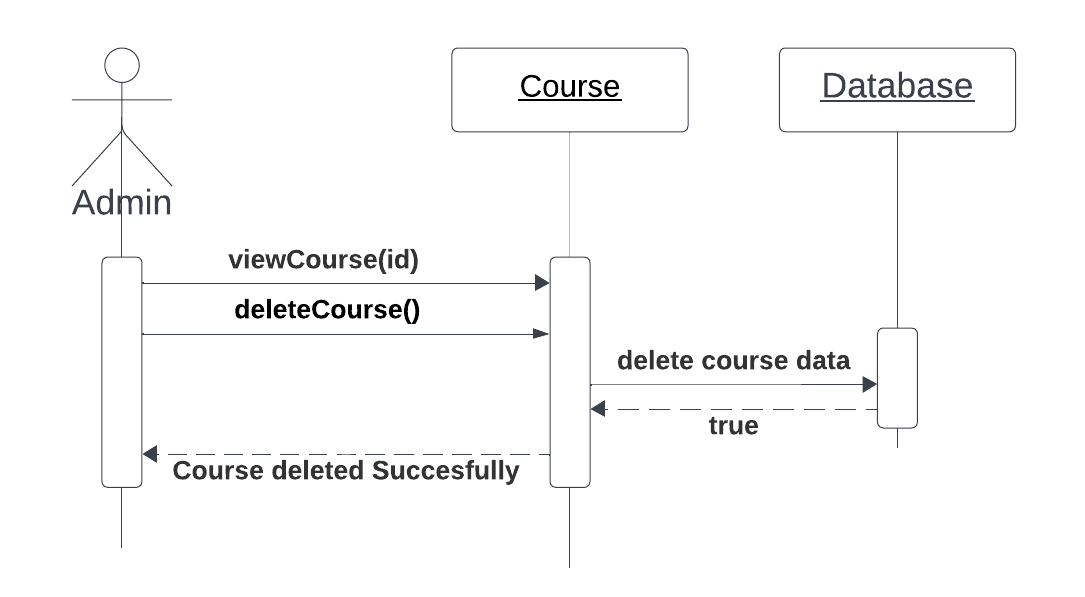 Course
Database
Admin
viewCourse(id)
deleteCourse()
delete course data
true
Course deleted Succesfully